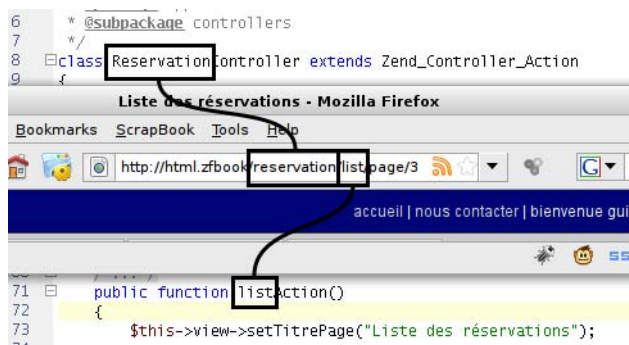 6 * @subpackage controllers
7 */
8 class ReservationController extends Zend_Controller_Action
9 {
Liste des réservations - Mozilla Firefox
Bookmarks ScrapBook Tools Help
http://html.zfbook/reservation/list/page/3 G
accueil | nous contacter | bienvenue gui
71 public function listAction()
72 {
73 $this->view->setTitrePage("Liste des réservations");